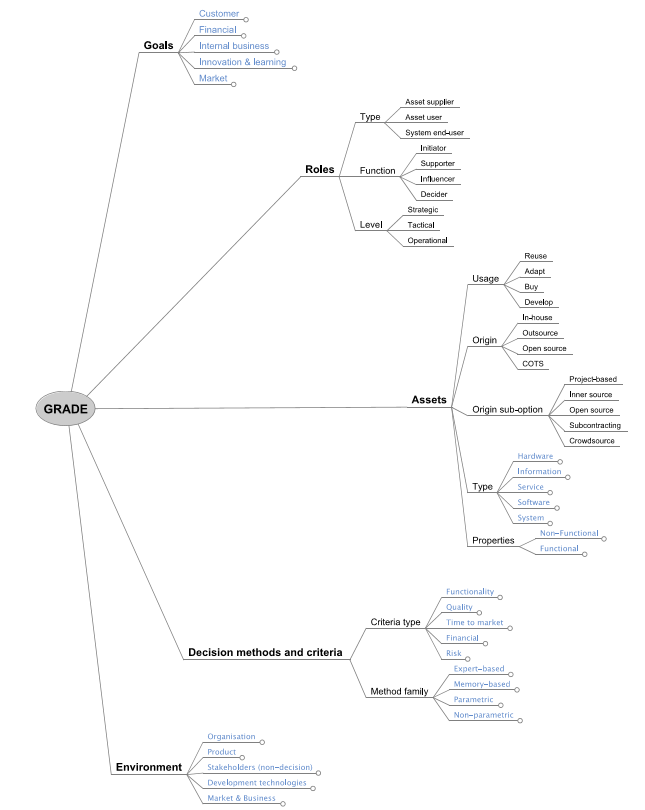 Customer
Financial
Goals
Internal business
Innovation & learning
Market
Asset supplier
Type
Asset user
System end-user
Initiator
Supporter
Roles
Function
Influencer
Decider
Strategic
Level
Tactical
Operational
Reuse
Usage
Adapt
Buy
Develop
In-house
Origin
Outsource
Open source
COTS
Project-based
Inner source
GRADE
Assets
Origin sub-option
Open source
Subcontracting
Crowdsource
Hardware
Information
Type
Service
Software
System
Properties
Non-Functional
Functional
Functionality
Quality
Criteria type
Time to market
Financial
Risk
Decision methods and criteria
Expert-based
Memory-based
Method family
Parametric
Non-parametric
Organisation
Product
Environment
Stakeholders (non-decision)
Development technologies
Market & Business